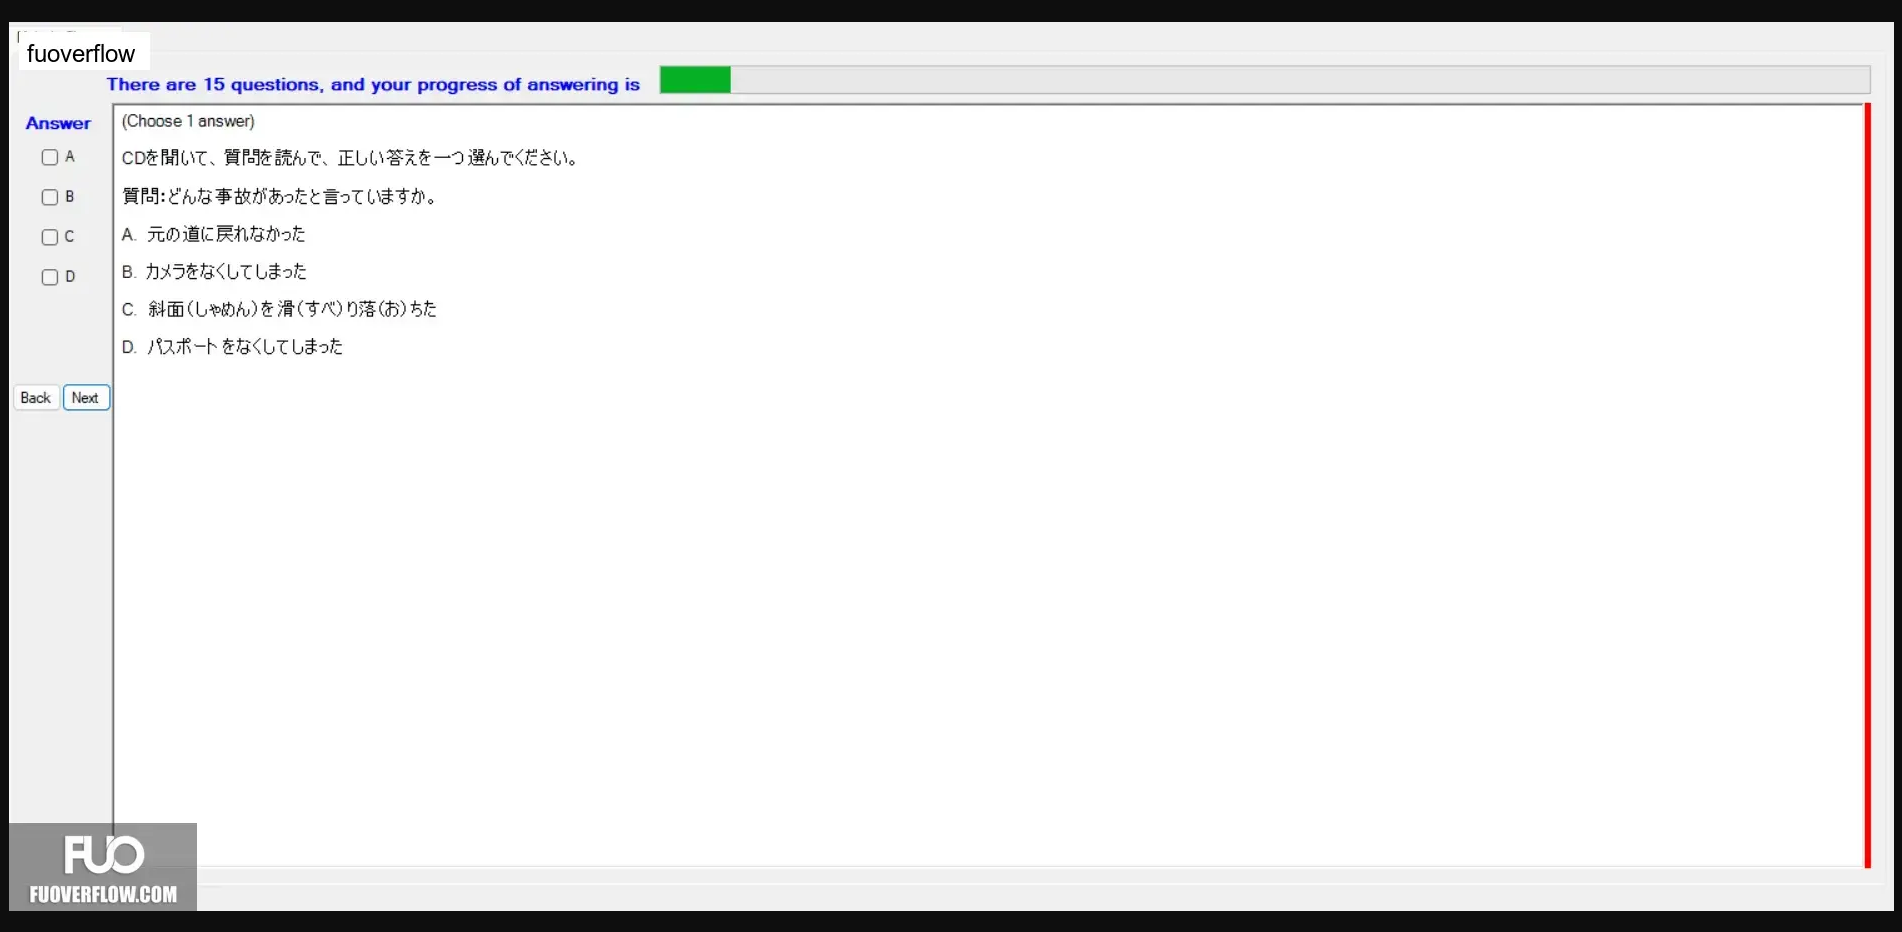 fuoverflow
There are 15 questions, and your progress of answering is
Answer
(Choose 1 answer)
A
CDを聞いて、質問を読んで、正しい答えを一つ選んでください。
B
質問:どんな事故があったと言っていますか。
C
A. 元の道に戻れなかった
D
B. カメラをなくしてしまった
C. 斜面(しゃめん)を滑(すべ)り落(お)ちた
D. パスポートをなくしてしまった
Back Next
FUO
FUOVERFLOW.COM